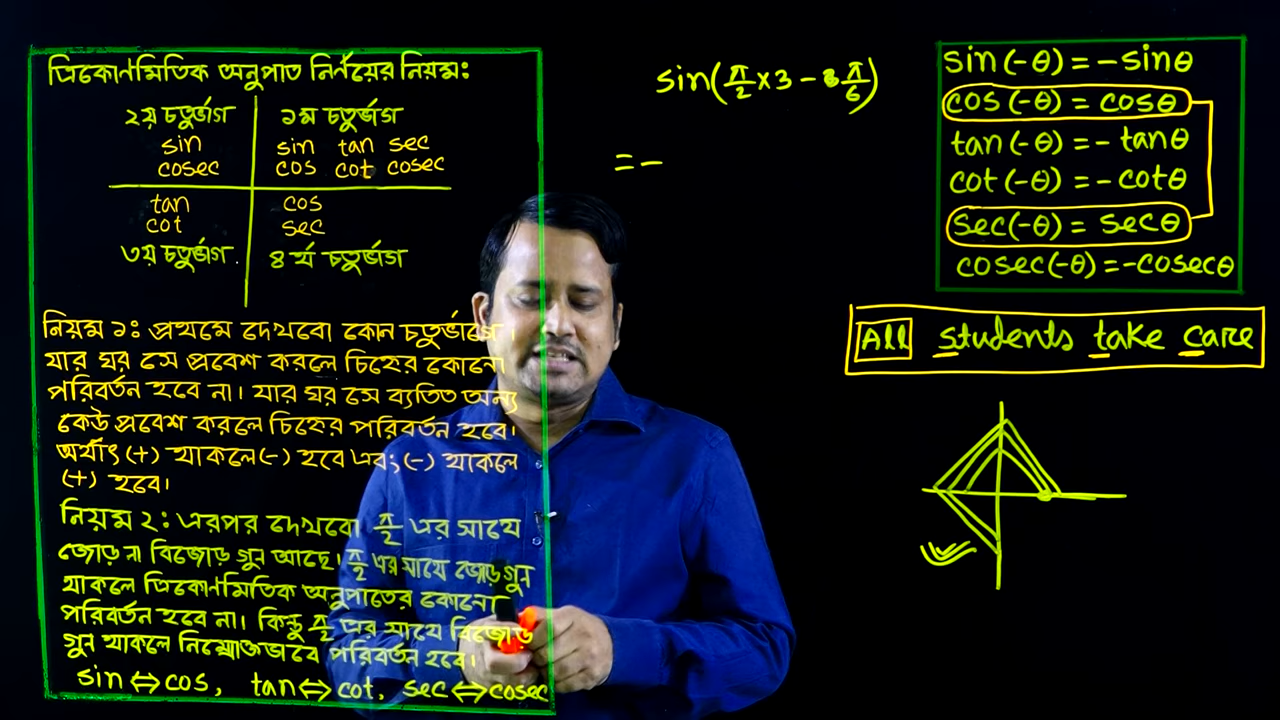 ত্রিকোণমিতিক অনুপাত নির্ণয়ের নিয়ম:
২য় চতুর্ভাগ
১ম চতুর্ভাগ
sin
cosec
sin tan sec
cos cot cosec
tan
cot
cos
sec
৩য় চতুর্ভাগ
৪র্থ চতুর্ভাগ
নিয়ম ১: প্রথমে দেখবো কোন চতুর্ভাগে।
যার ঘর সে প্রবেশ করলে চিহ্নের কোনো
পরিবর্তন হবে না। যার ঘর সে ব্যতিত অন্য
কেউ প্রবেশ করলে চিহ্নের পরিবর্তন হবে।
অর্থাৎ (+) থাকলে (-) হবে এবং (-) থাকলে
(+) হবে।
নিয়ম ২: এরপর দেখবো π/2 এর সাথে
জোড় না বিজোড় গুন আছে। π/2 এর সাথে জোড় গুন
থাকলে ত্রিকোণমিতিক অনুপাতের কোনো
পরিবর্তন হবে না। কিন্তু π/2 এর সাথে বিজোড়
গুন থাকলে নিম্মোক্তভাবে পরিবর্তন হবে।
sin⇔cos, tan⇔cot, sec⇔cosec
sin(π/2×3 - π/6)
= -
sin(-θ) = -sinθ
cos(-θ) = cosθ
tan(-θ) = -tanθ
cot(-θ) = -cotθ
sec(-θ) = secθ
cosec(-θ) = -cosecθ
All students take care